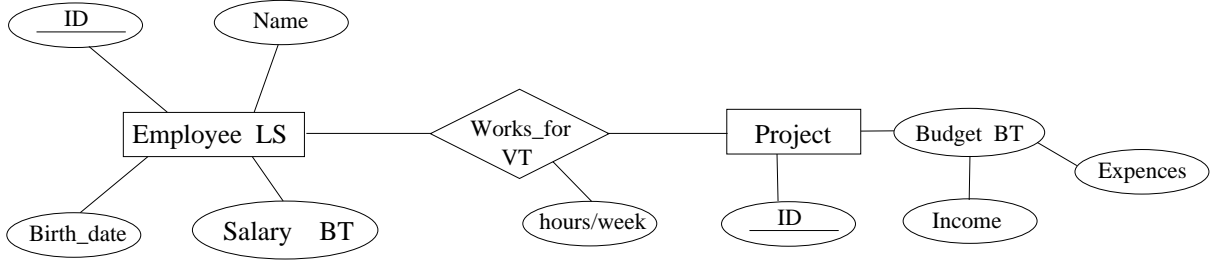 ID
Name
Employee LS
Works_for
VT
Project
Budget BT
Expences
Birth_date
Salary BT
hours/week
ID
Income